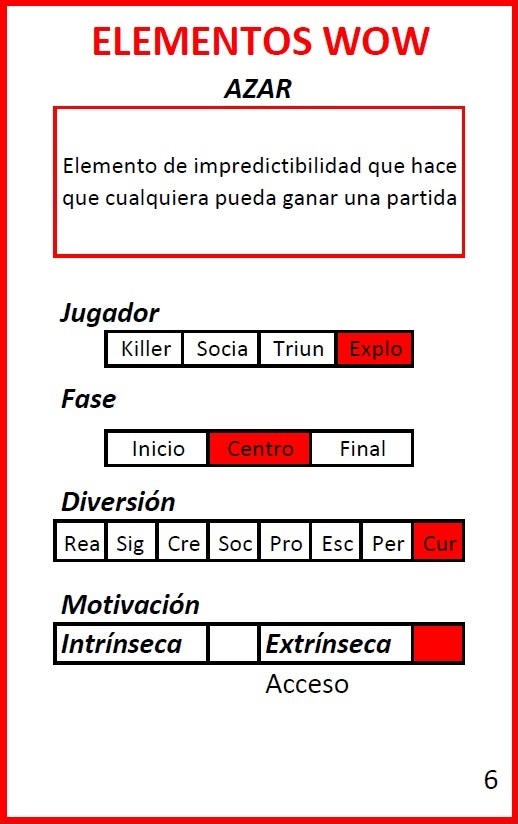 ELEMENTOS WOW
AZAR
Elemento de impredictibilidad que hace
que cualquiera pueda ganar una partida
Jugador
Killer Socia Triun Explo
Fase
Inicio Centro Final
Diversión
Rea Sig Cre Soc Pro Esc Per Cur
Motivación
Intrínseca Extrínseca
Acceso
6